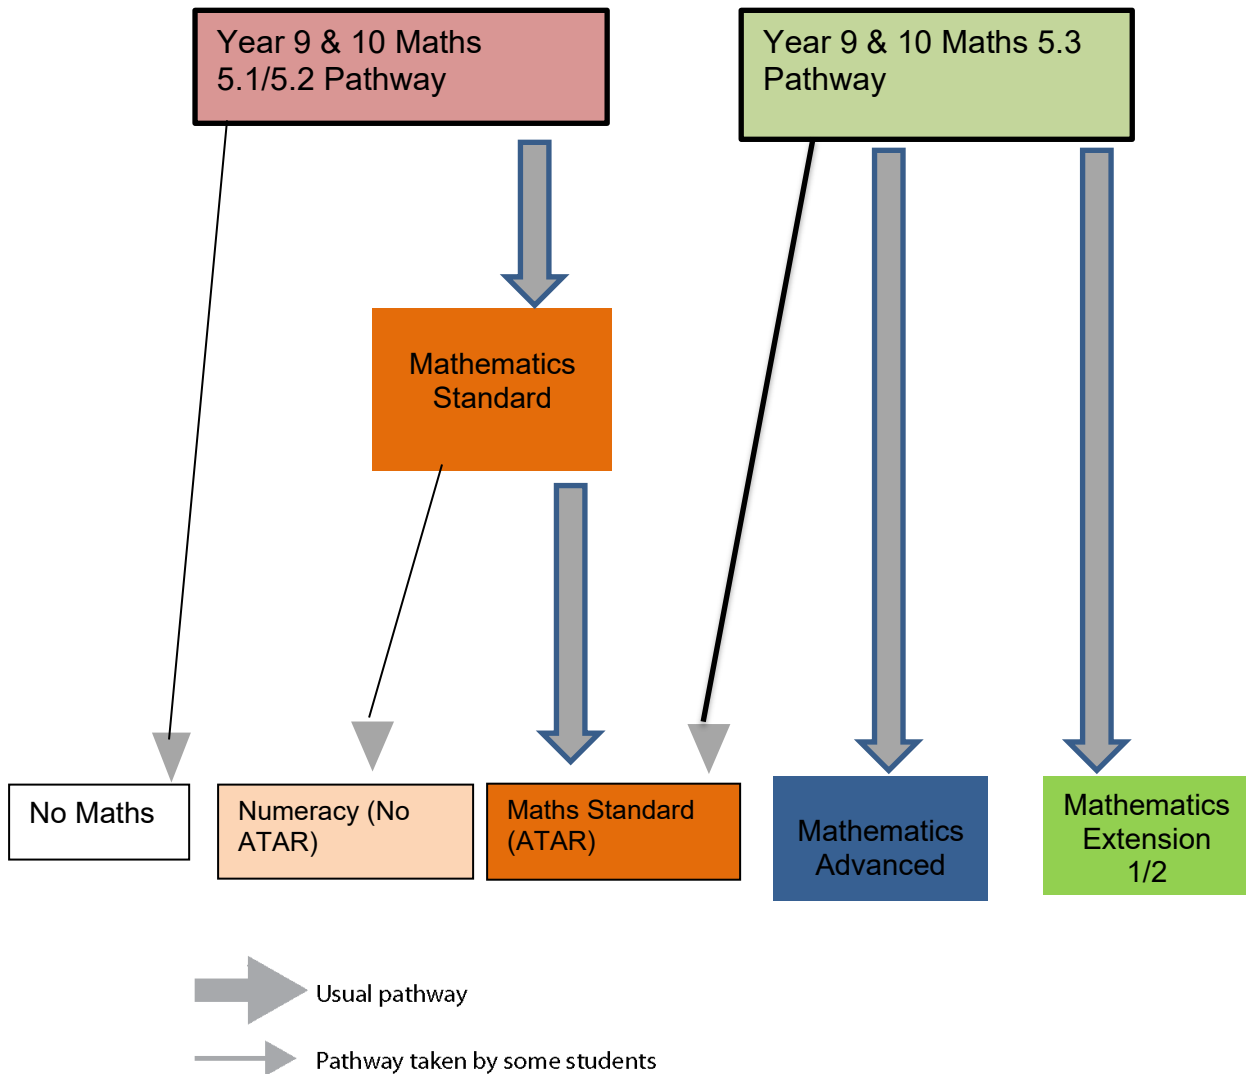 Year 9 & 10 Maths
5.1/5.2 Pathway
Year 9 & 10 Maths 5.3
Pathway
Mathematics
Standard
No Maths
Numeracy (No
ATAR)
Maths Standard
(ATAR)
Mathematics
Advanced
Mathematics
Extension
1/2
Usual pathway
Pathway taken by some students